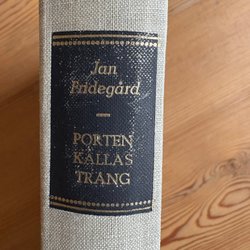 Jan
Fridegård
PORTEN
KALLAS
TRÅNG